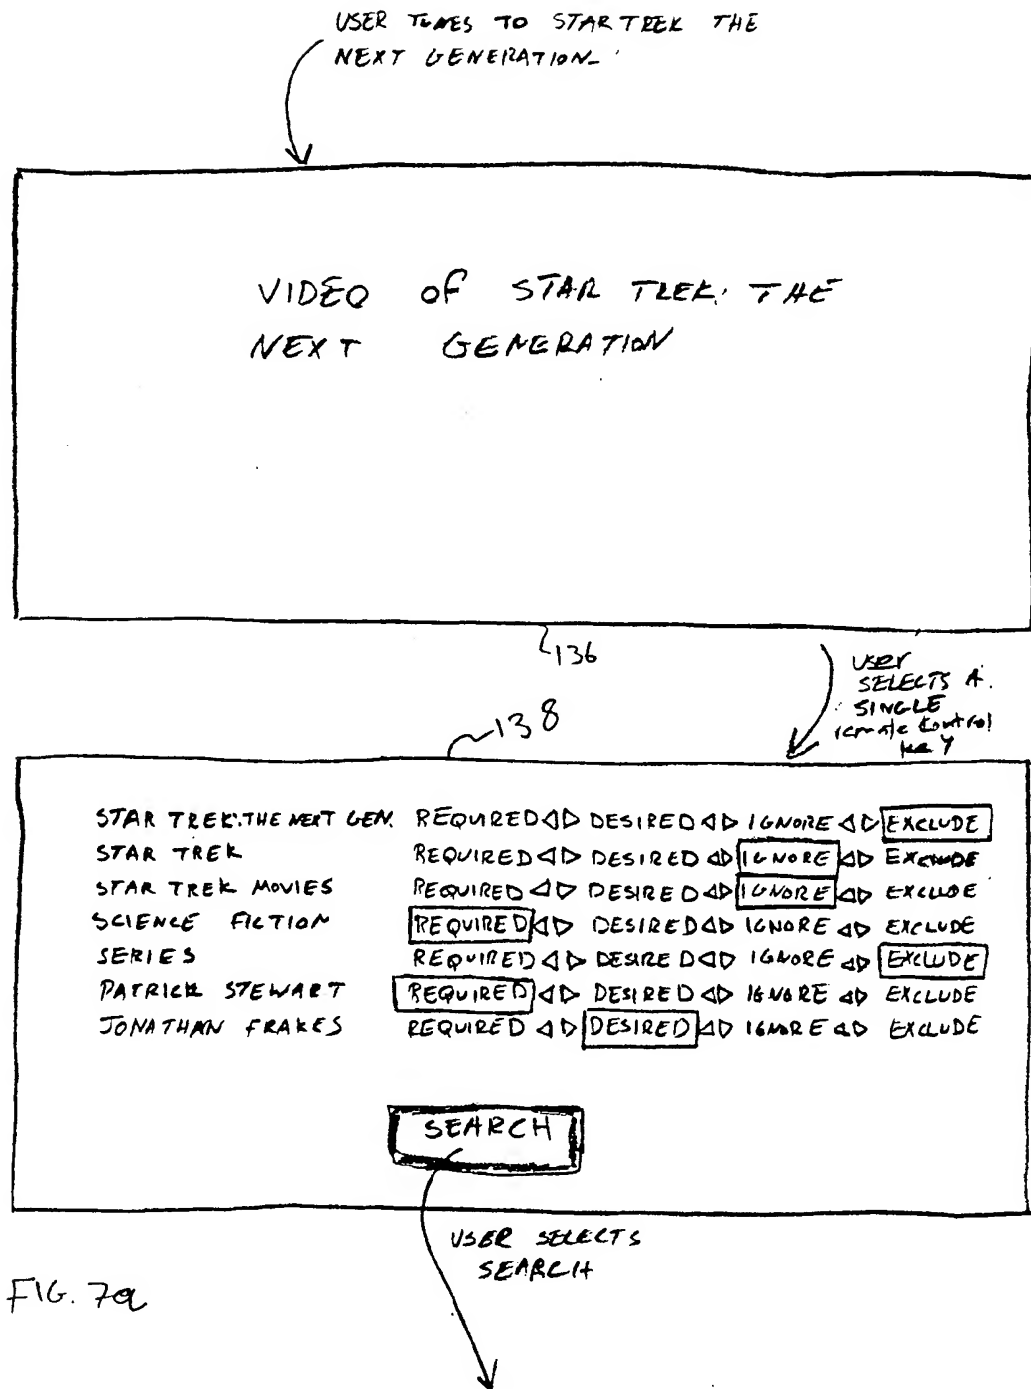 USER TUNES TO STAR TREK THE
NEXT GENERATION
VIDEO OF STAR TREK: THE
NEXT GENERATION
136
USER
SELECTS A
SINGLE
remote control
key
138
STAR TREK: THE NEXT GEN. REQUIRED ◁▷ DESIRED ◁▷ IGNORE ◁▷ EXCLUDE
STAR TREK REQUIRED ◁▷ DESIRED ◁▷ IGNORE ◁▷ EXCLUDE
STAR TREK MOVIES REQUIRED ◁▷ DESIRED ◁▷ IGNORE ◁▷ EXCLUDE
SCIENCE FICTION REQUIRED ◁▷ DESIRED ◁▷ IGNORE ◁▷ EXCLUDE
SERIES REQUIRED ◁▷ DESIRED ◁▷ IGNORE ◁▷ EXCLUDE
PATRICK STEWART REQUIRED ◁▷ DESIRED ◁▷ IGNORE ◁▷ EXCLUDE
JONATHAN FRAKES REQUIRED ◁▷ DESIRED ◁▷ IGNORE ◁▷ EXCLUDE
SEARCH
USER SELECTS
SEARCH
FIG. 7a